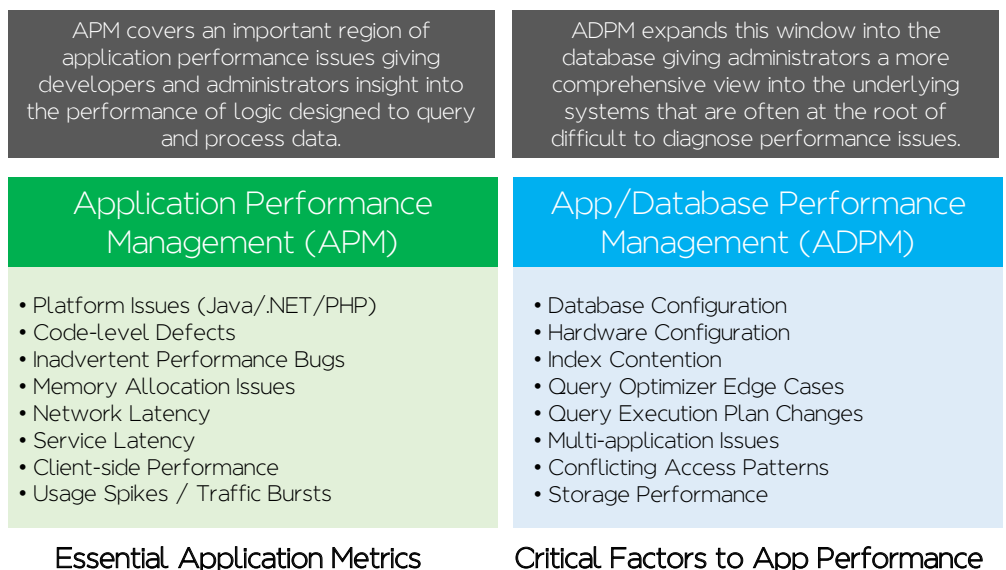 APM covers an important region of
application performance issues giving
developers and administrators insight into
the performance of logic designed to query
and process data.
ADPM expands this window into the
database giving administrators a more
comprehensive view into the underlying
systems that are often at the root of
difficult to diagnose performance issues.
Application Performance
Management (APM)
• Platform Issues (Java/.NET/PHP)
• Code-level Defects
• Inadvertent Performance Bugs
• Memory Allocation Issues
• Network Latency
• Service Latency
• Client-side Performance
• Usage Spikes / Traffic Bursts
Essential Application Metrics
App/Database Performance
Management (ADPM)
• Database Configuration
• Hardware Configuration
• Index Contention
• Query Optimizer Edge Cases
• Query Execution Plan Changes
• Multi-application Issues
• Conflicting Access Patterns
• Storage Performance
Critical Factors to App Performance